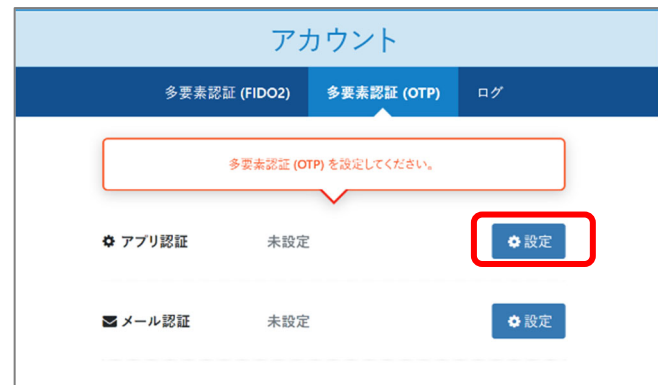 アカウント
多要素認証 (FIDO2) 多要素認証 (OTP) ログ
多要素認証 (OTP) を設定してください。
アプリ認証 未設定 設定
メール認証 未設定 設定